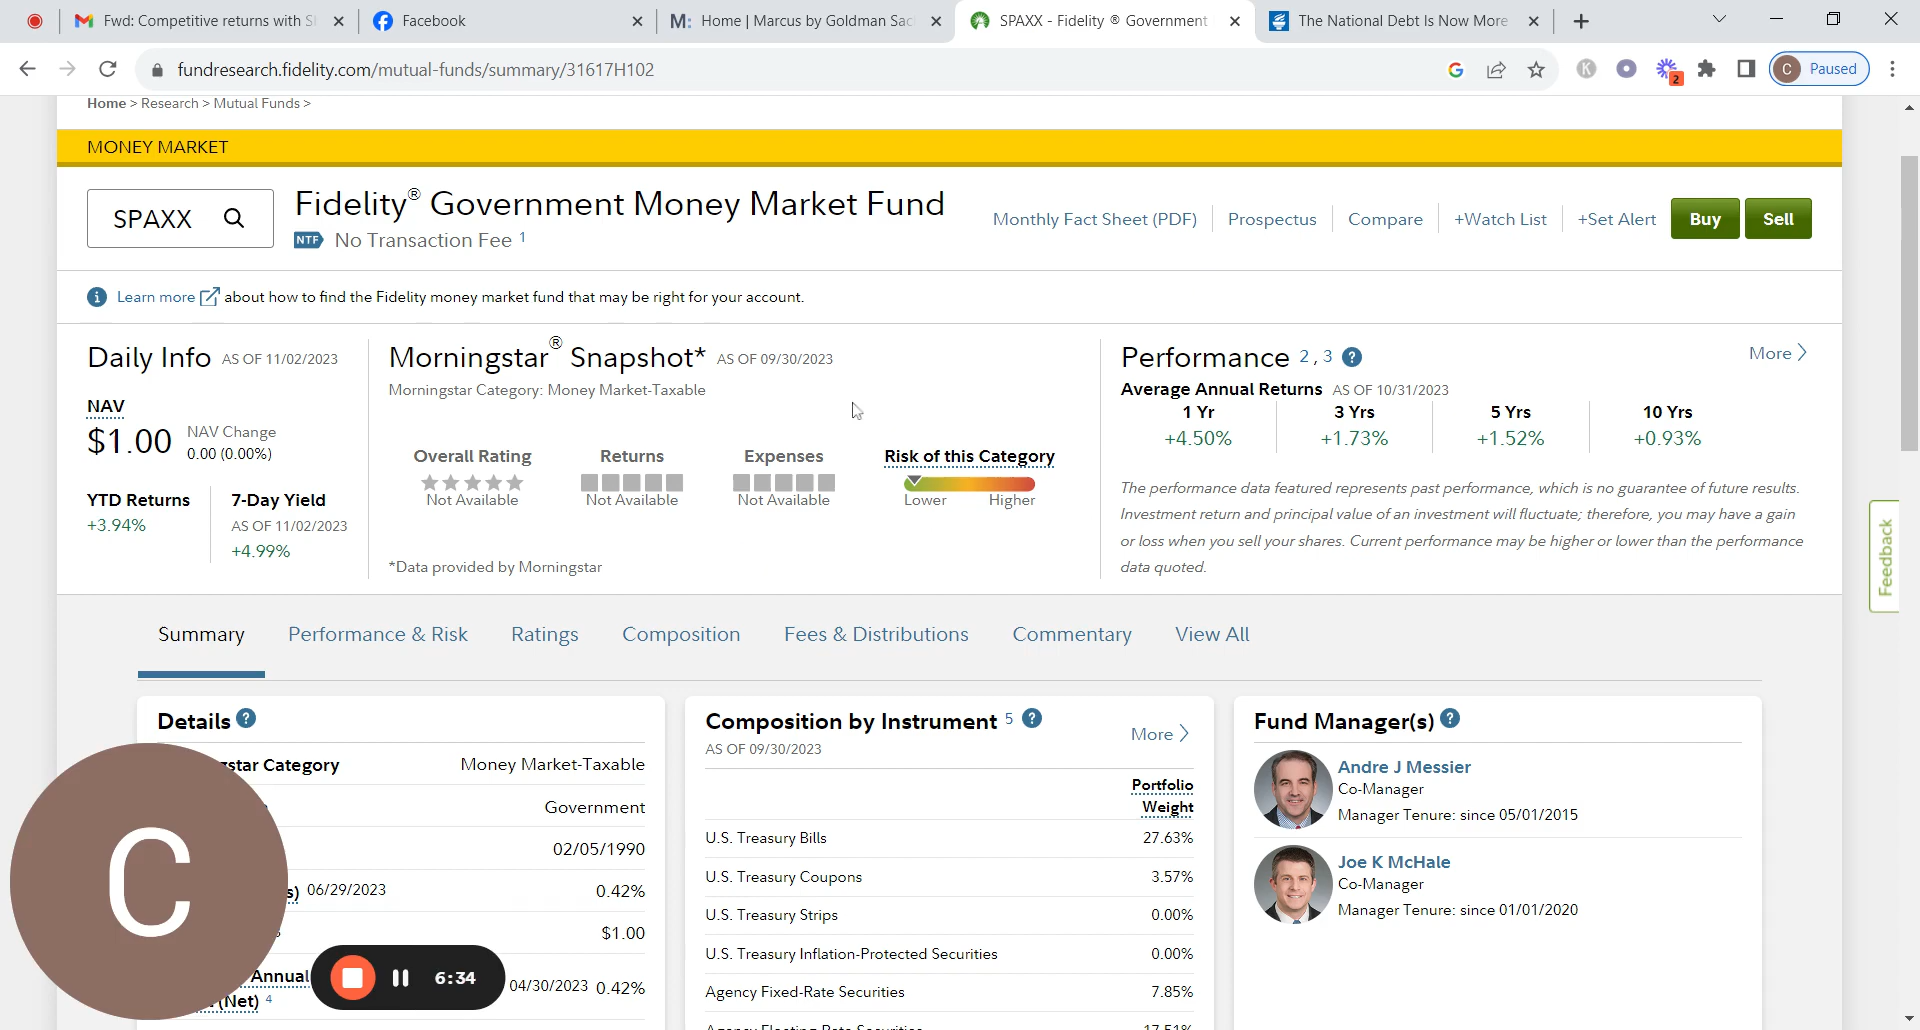 Fwd: Competitive returns with S
Facebook
M: Home | Marcus by Goldman Sac
SPAXX - Fidelity ® Government
The National Debt Is Now More
fundresearch.fidelity.com/mutual-funds/summary/31617H102
G
K
2
C Paused
Home > Research > Mutual Funds >
MONEY MARKET
SPAXX
Fidelity® Government Money Market Fund
NTF No Transaction Fee 1
Monthly Fact Sheet (PDF) Prospectus Compare +Watch List +Set Alert Buy Sell
Learn more about how to find the Fidelity money market fund that may be right for your account.
Daily Info AS OF 11/02/2023
NAV
$1.00 NAV Change
0.00 (0.00%)
YTD Returns
+3.94%
7-Day Yield
AS OF 11/02/2023
+4.99%
Morningstar® Snapshot* AS OF 09/30/2023
Morningstar Category: Money Market-Taxable
Overall Rating
Not Available
Returns
Not Available
Expenses
Not Available
Risk of this Category
Lower Higher
*Data provided by Morningstar
Performance 2 , 3 ?
More
Average Annual Returns AS OF 10/31/2023
1 Yr 3 Yrs 5 Yrs 10 Yrs
+4.50% +1.73% +1.52% +0.93%
The performance data featured represents past performance, which is no guarantee of future results.
Investment return and principal value of an investment will fluctuate; therefore, you may have a gain
or loss when you sell your shares. Current performance may be higher or lower than the performance
data quoted.
Feedback
Summary Performance & Risk Ratings Composition Fees & Distributions Commentary View All
Details ?
star Category Money Market-Taxable
Government
02/05/1990
s) 06/29/2023 0.42%
$1.00
Annual
(Net) 4 04/30/2023 0.42%
C
6:34
Composition by Instrument 5 ?
AS OF 09/30/2023
More
Portfolio
Weight
U.S. Treasury Bills 27.63%
U.S. Treasury Coupons 3.57%
U.S. Treasury Strips 0.00%
U.S. Treasury Inflation-Protected Securities 0.00%
Agency Fixed-Rate Securities 7.85%
Agency Floating-Rate Securities 17.51%
Fund Manager(s) ?
Andre J Messier
Co-Manager
Manager Tenure: since 05/01/2015
Joe K McHale
Co-Manager
Manager Tenure: since 01/01/2020